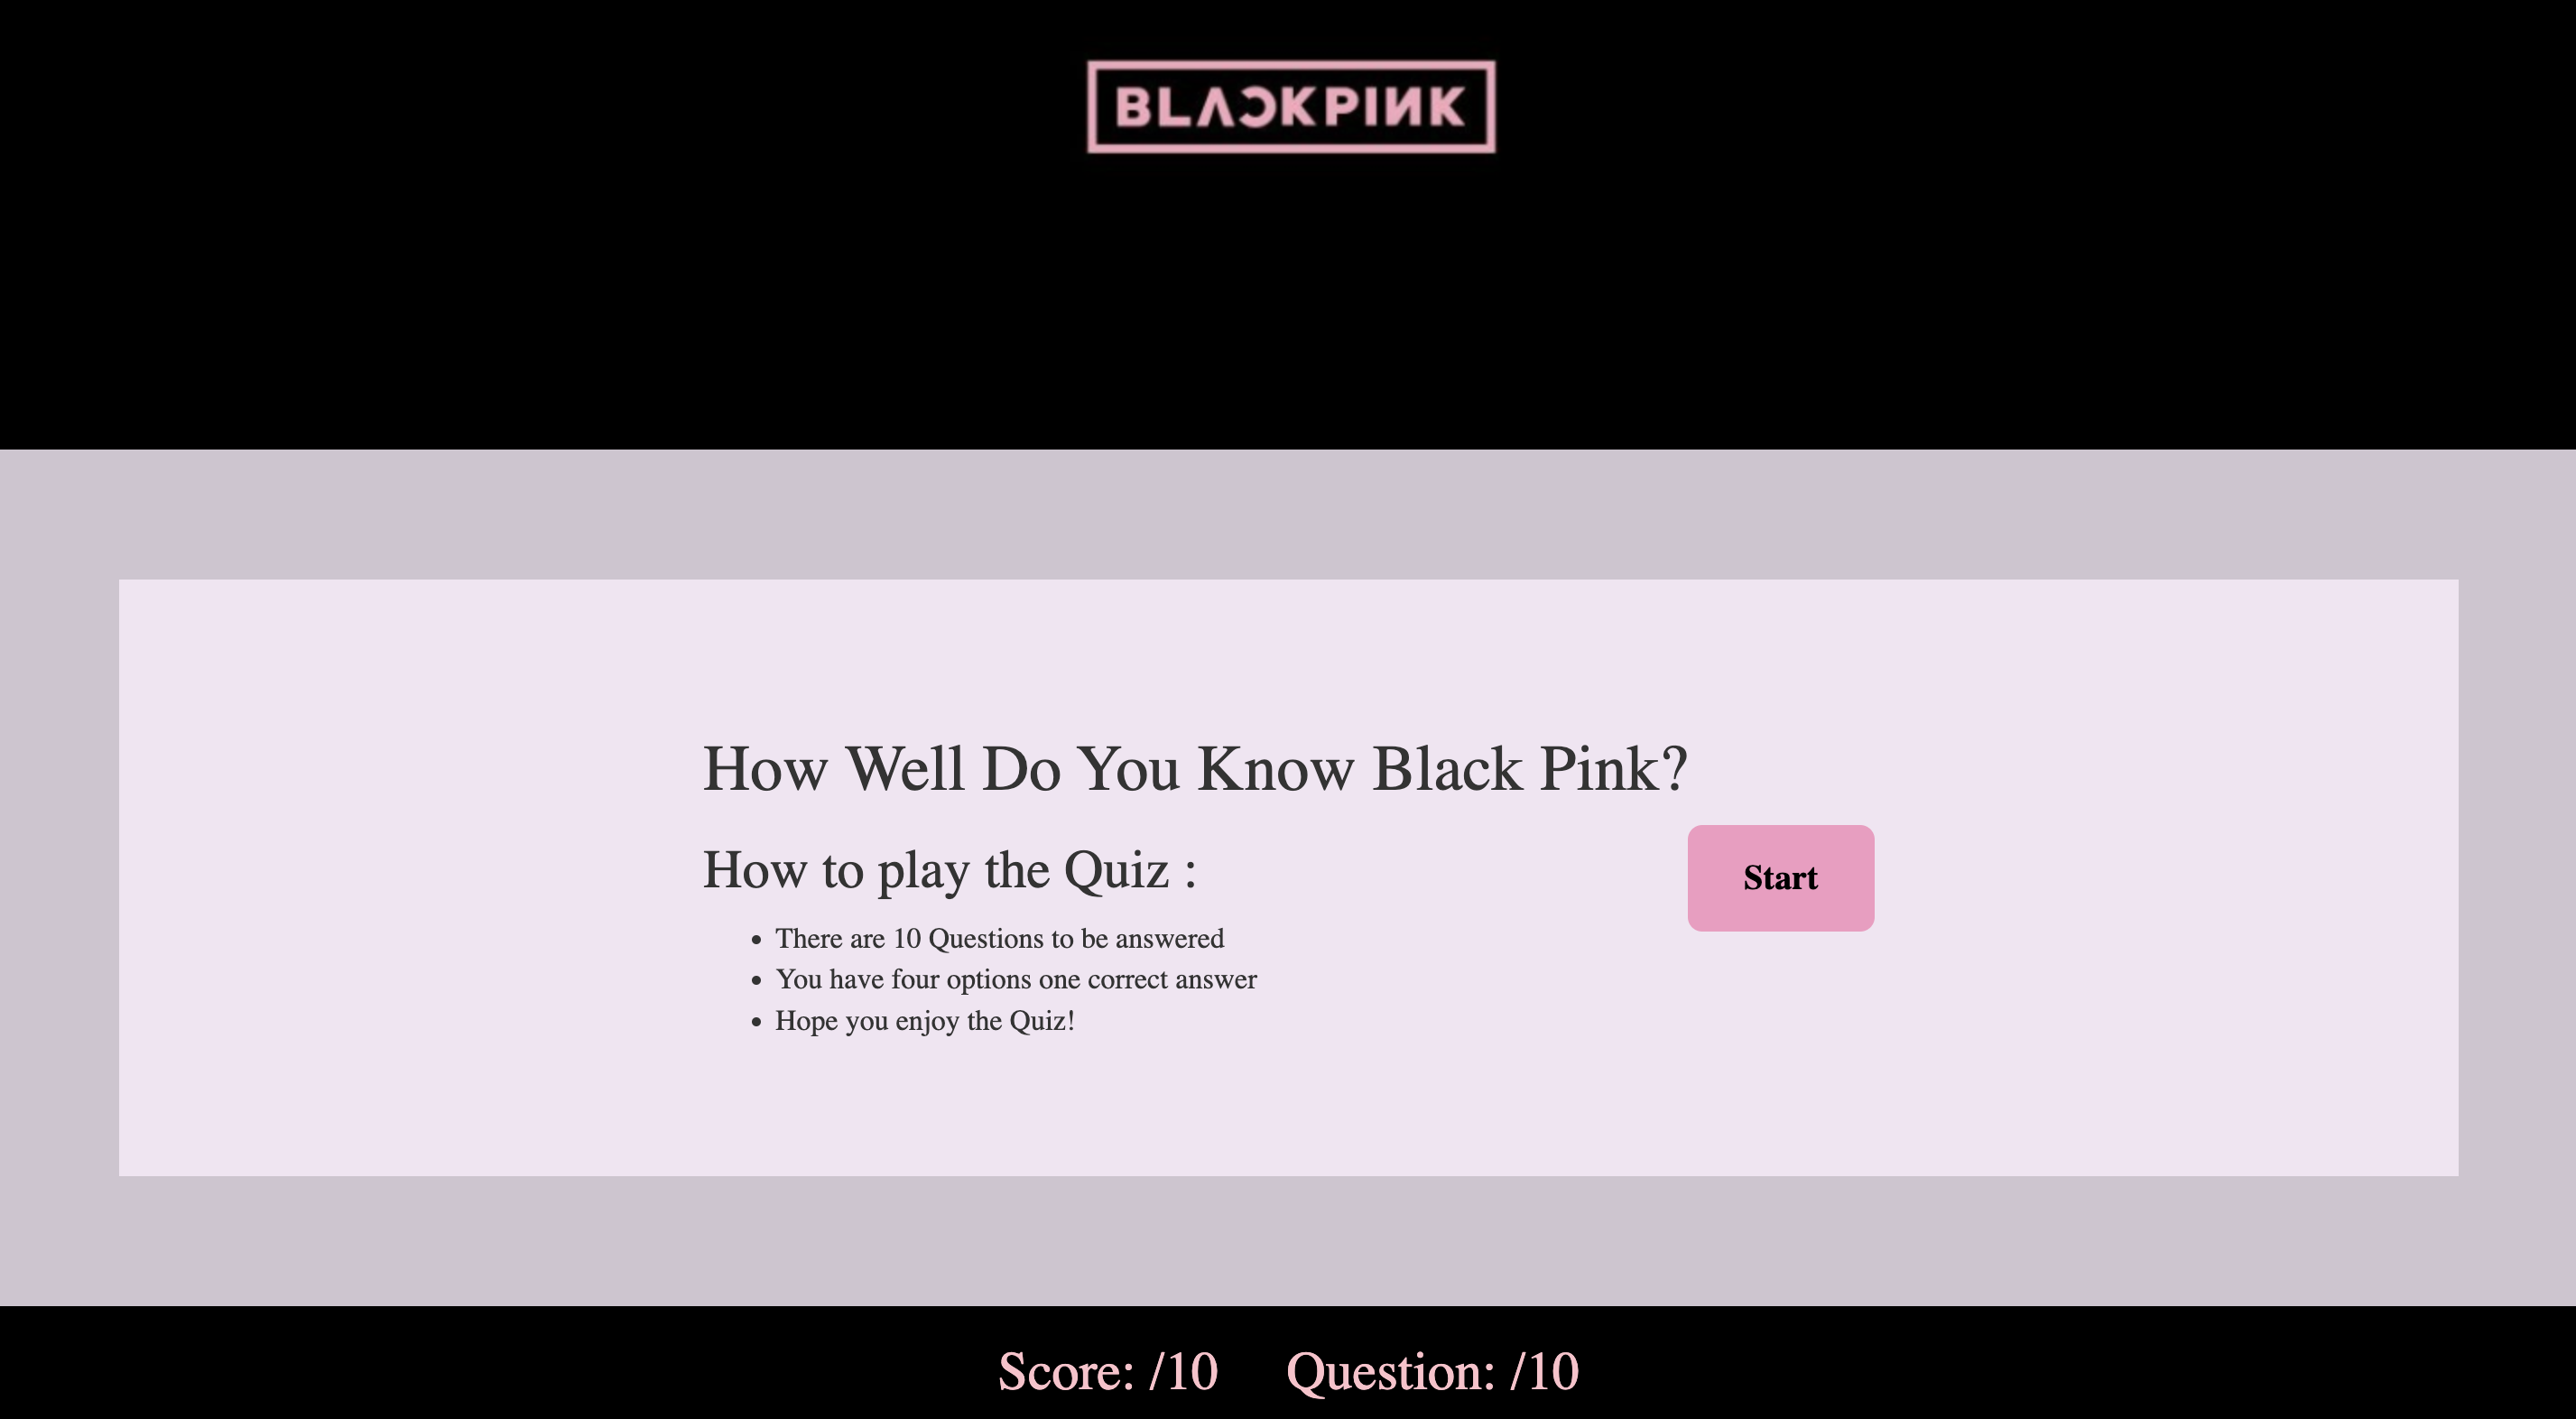 BLACKPINK
How Well Do You Know Black Pink?
How to play the Quiz :
Start
• There are 10 Questions to be answered
• You have four options one correct answer
• Hope you enjoy the Quiz!
Score: /10 Question: /10